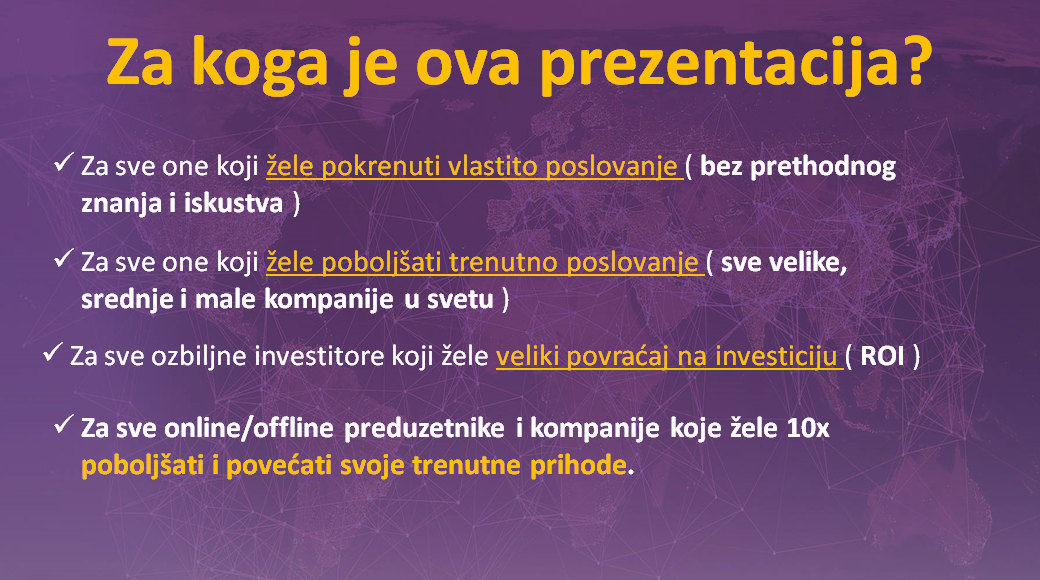 Za koga je ova prezentacija?
✓ Za sve one koji žele pokrenuti vlastito poslovanje ( bez prethodnog
znanja i iskustva )
✓ Za sve one koji žele poboljšati trenutno poslovanje ( sve velike,
srednje i male kompanije u svetu )
✓ Za sve ozbiljne investitore koji žele veliki povraćaj na investiciju ( ROI )
✓ Za sve online/offline preduzetnike i kompanije koje žele 10x
poboljšati i povećati svoje trenutne prihode.